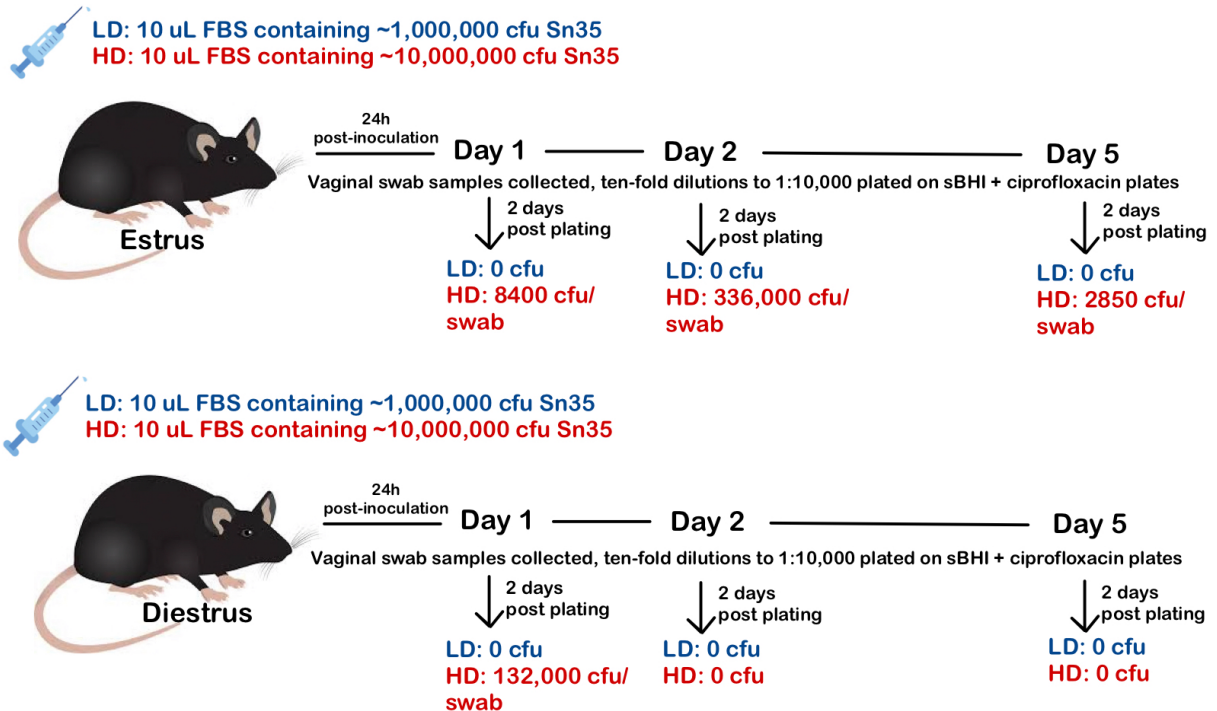 LD: 10 uL FBS containing ~1,000,000 cfu Sn35
HD: 10 uL FBS containing ~10,000,000 cfu Sn35
24h
post-inoculation
Day 1
Day 2
Day 5
Vaginal swab samples collected, ten-fold dilutions to 1:10,000 plated on sBHI + ciprofloxacin plates
Estrus
2 days
post plating
2 days
post plating
2 days
post plating
LD: 0 cfu
HD: 8400 cfu/
swab
LD: 0 cfu
HD: 336,000 cfu/
swab
LD: 0 cfu
HD: 2850 cfu/
swab
LD: 10 uL FBS containing ~1,000,000 cfu Sn35
HD: 10 uL FBS containing ~10,000,000 cfu Sn35
24h
post-inoculation
Day 1
Day 2
Day 5
Vaginal swab samples collected, ten-fold dilutions to 1:10,000 plated on sBHI + ciprofloxacin plates
Diestrus
2 days
post plating
2 days
post plating
2 days
post plating
LD: 0 cfu
HD: 132,000 cfu/
swab
LD: 0 cfu
HD: 0 cfu
LD: 0 cfu
HD: 0 cfu